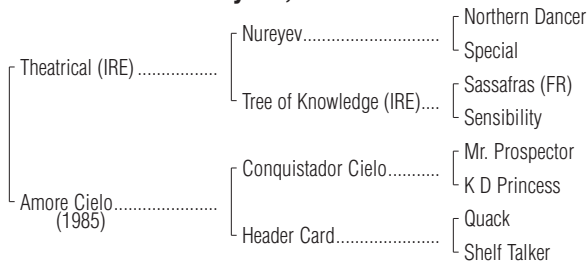 Northern Dancer
Nureyev
Special
Theatrical (IRE)
Sassafras (FR)
Tree of Knowledge (IRE)
Sensibility
Mr. Prospector
Conquistador Cielo
K D Princess
Amore Cielo
(1985)
Quack
Header Card
Shelf Talker